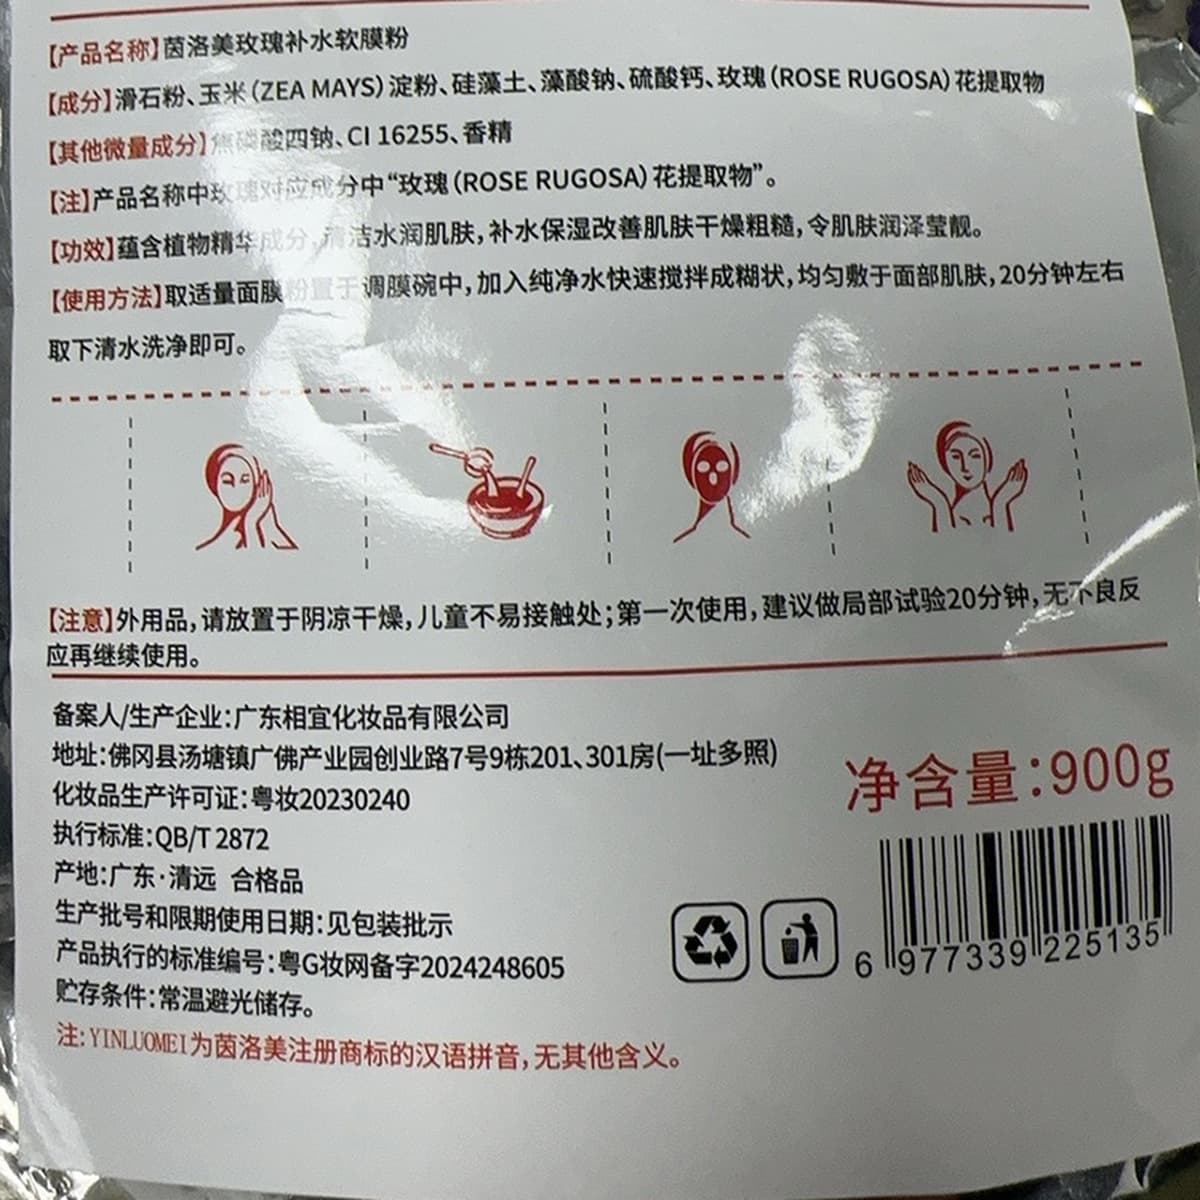 【产品名称】茵洛美玫瑰补水软膜粉
【成分】滑石粉、玉米(ZEA MAYS)淀粉、硅藻土、藻酸钠、硫酸钙、玫瑰(ROSE RUGOSA)花提取物
【其他微量成分】焦磷酸四钠、CI 16255、香精
【注】产品名称中玫瑰对应成分中“玫瑰(ROSE RUGOSA)花提取物”。
【功效】蕴含植物精华成分,清洁水润肌肤,补水保湿改善肌肤干燥粗糙,令肌肤润泽莹靓。
【使用方法】取适量面膜粉置于调膜碗中,加入纯净水快速搅拌成糊状,均匀敷于面部肌肤,20分钟左右
取下清水洗净即可。
【注意】外用品,请放置于阴凉干燥,儿童不易接触处;第一次使用,建议做局部试验20分钟,无不良反
应再继续使用。
备案人/生产企业:广东相宜化妆品有限公司
地址:佛冈县汤塘镇广佛产业园创业路7号9栋201、301房(一址多照)
化妆品生产许可证:粤妆20230240
执行标准:QB/T 2872
产地:广东·清远 合格品
生产批号和限期使用日期:见包装批示
产品执行的标准编号:粤G妆网备字2024248605
贮存条件:常温避光储存。
注:YINLUOMEI为茵洛美注册商标的汉语拼音,无其他含义。
净含量:900g
6 977339 225135